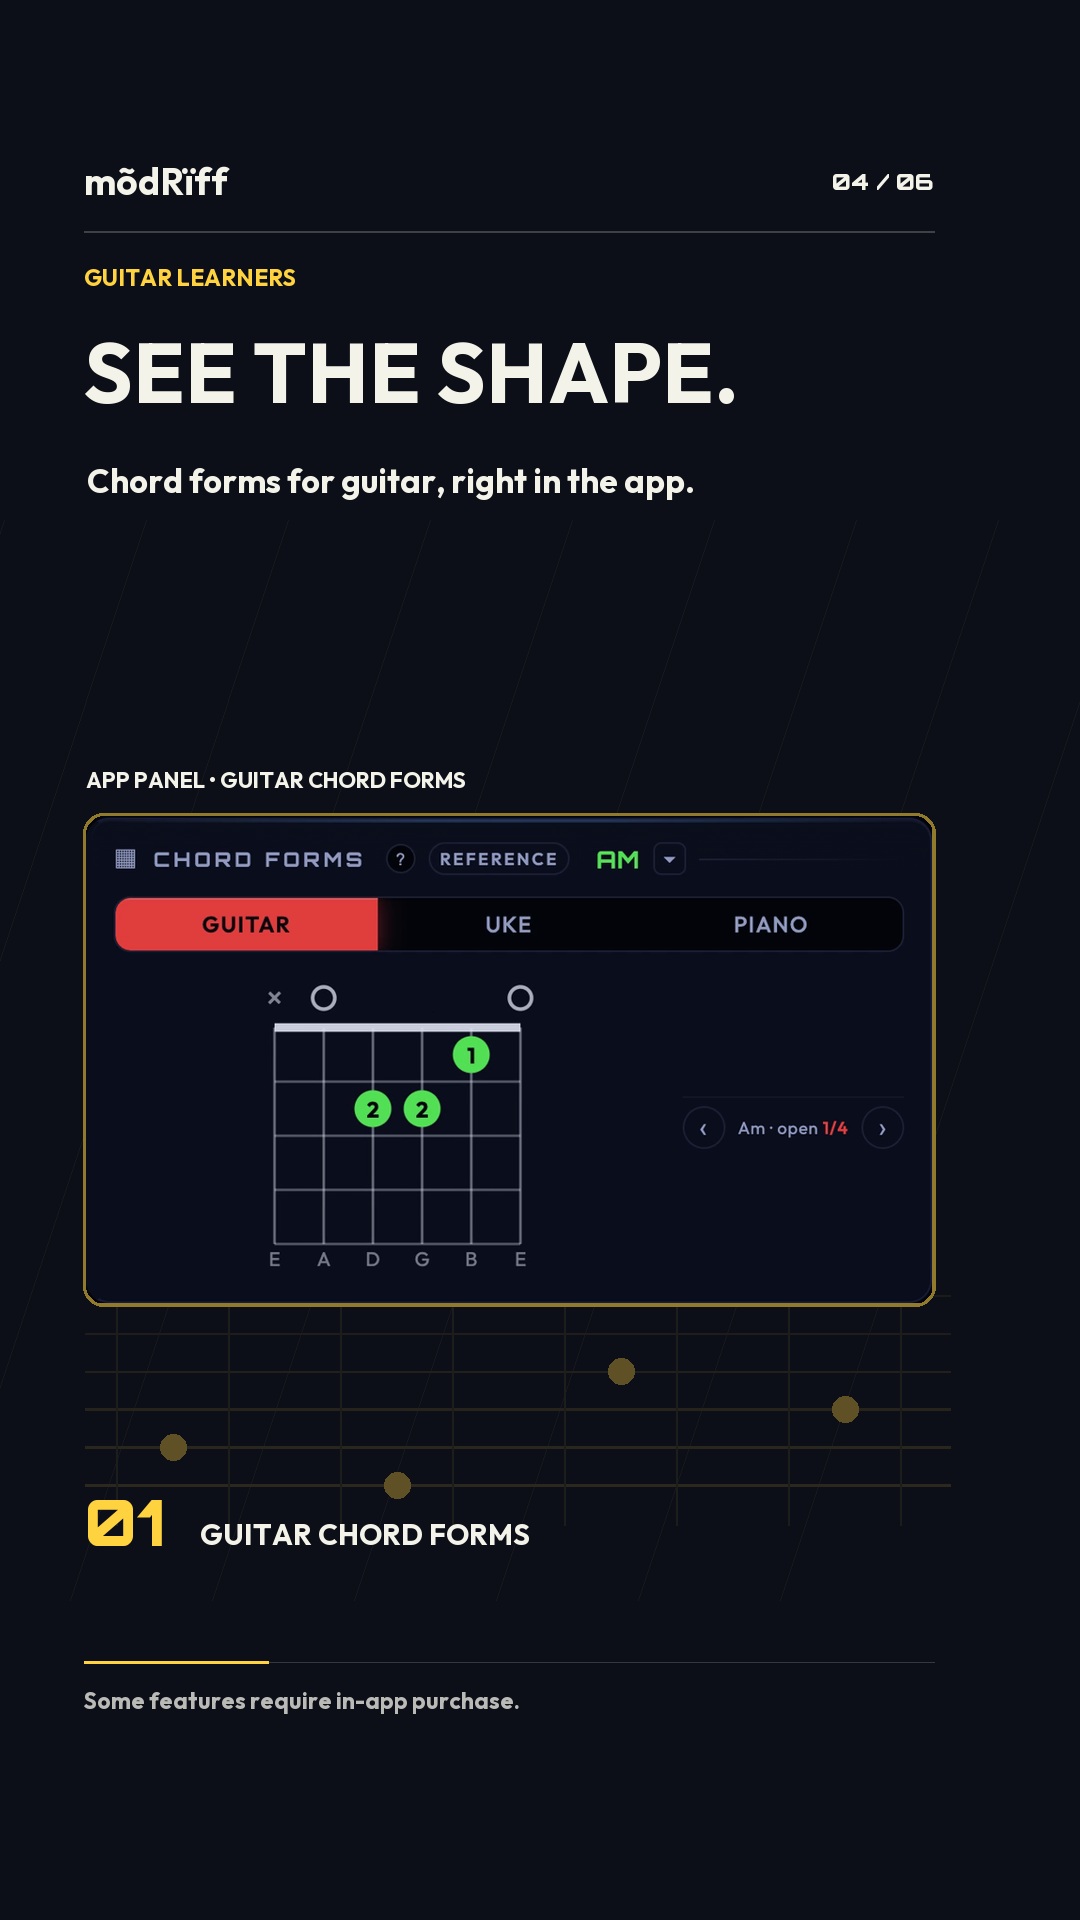 mõdRïff
04 / 06
GUITAR LEARNERS
SEE THE SHAPE.
Chord forms for guitar, right in the app.
APP PANEL • GUITAR CHORD FORMS
CHORD FORMS ? REFERENCE AM
GUITAR UKE PIANO
×
1
2 2
‹ Am · open 1/4 ›
E A D G B E
01 GUITAR CHORD FORMS
Some features require in-app purchase.